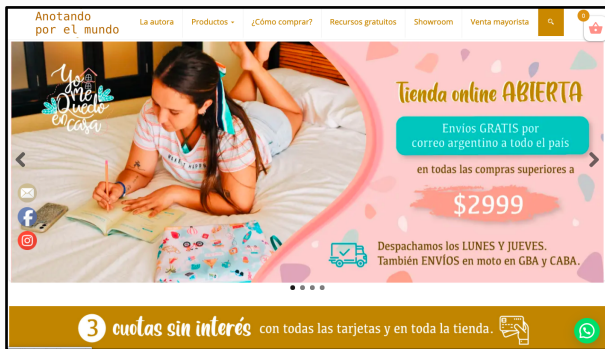 Anotando
por el mundo
La autora
Productos
¿Cómo comprar?
Recursos gratuitos
Showroom
Venta mayorista
0
Yo
Me
Quedo
en
Casa
Tienda online ABIERTA
Envíos GRATIS por
correo argentino a todo el país
en todas las compras superiores a
$2999
Despachamos los LUNES Y JUEVES.
También ENVÍOS en moto en GBA y CABA.
3 cuotas sin interés con todas las tarjetas y en toda la tienda.